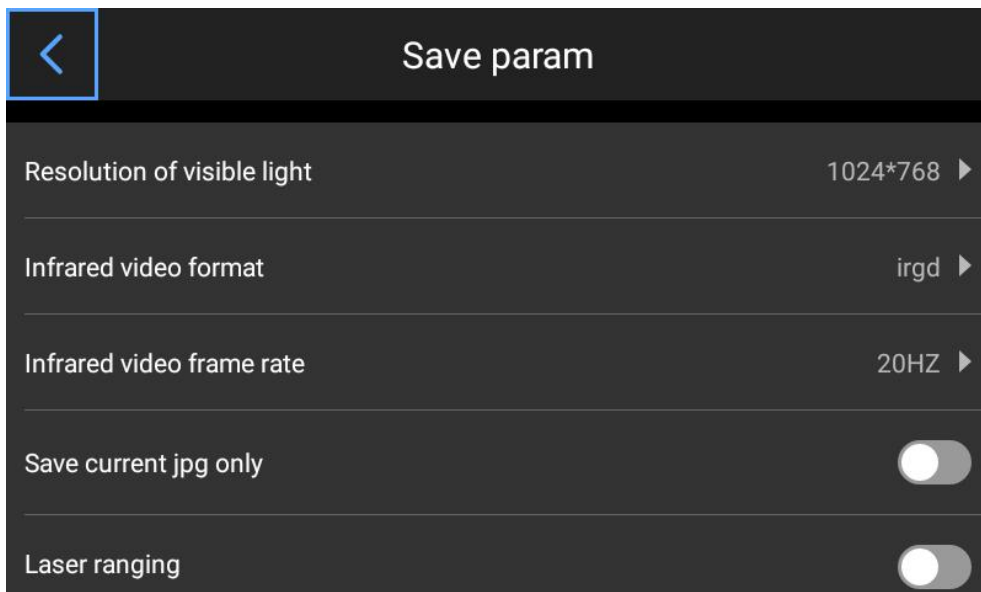 Save param
Resolution of visible light 1024*768
Infrared video format irgd
Infrared video frame rate 20HZ
Save current jpg only
Laser ranging